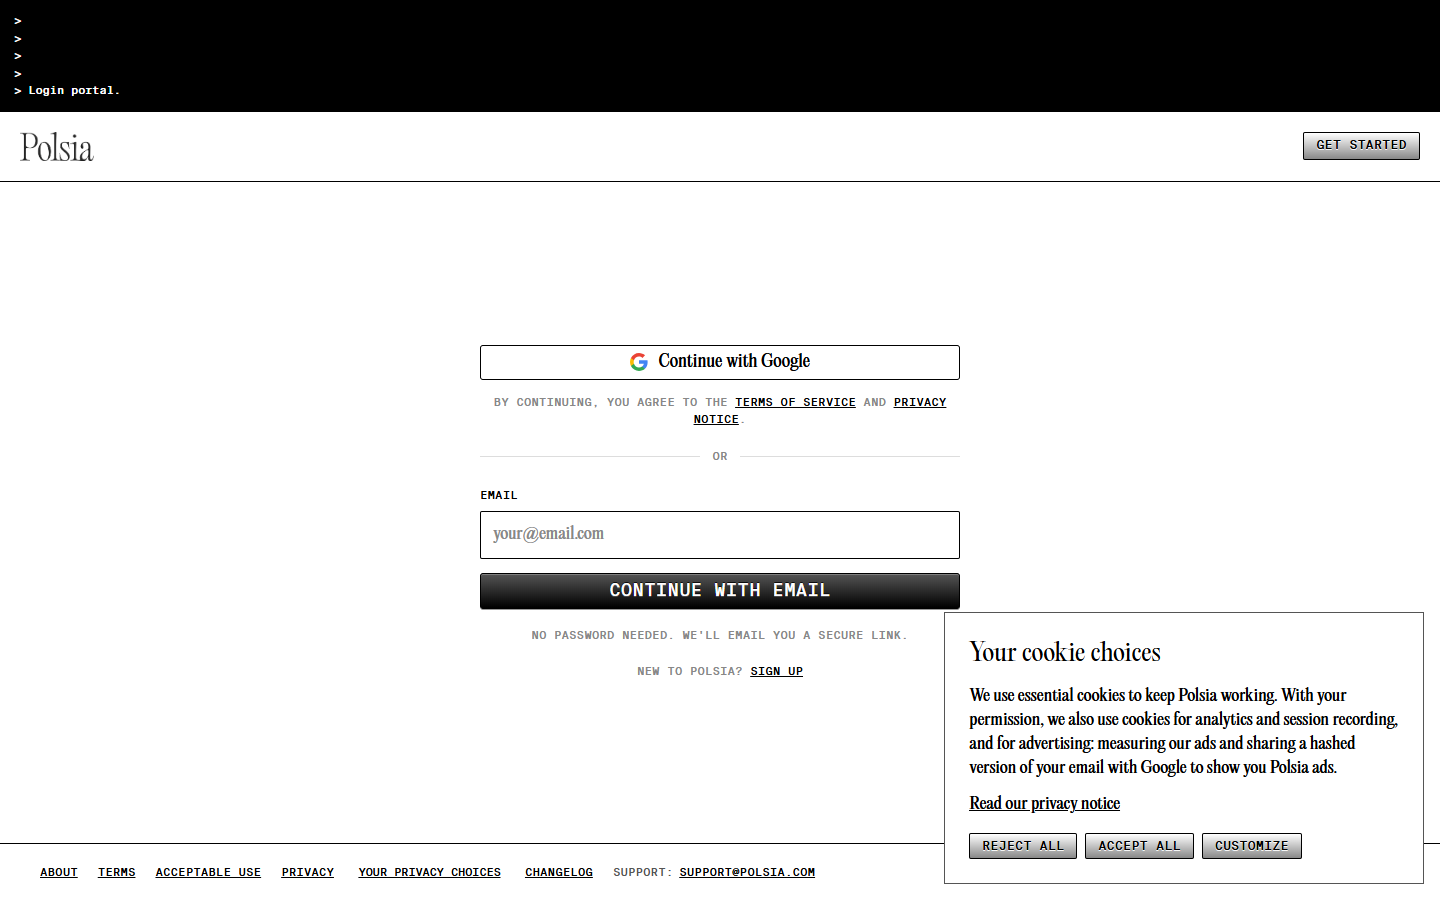 >
>
>
>
> Login portal.
Polsia
GET STARTED
Continue with Google
BY CONTINUING, YOU AGREE TO THE TERMS OF SERVICE AND PRIVACY
NOTICE.
OR
EMAIL
your@email.com
CONTINUE WITH EMAIL
NO PASSWORD NEEDED. WE'LL EMAIL YOU A SECURE LINK.
NEW TO POLSIA? SIGN UP
Your cookie choices
We use essential cookies to keep Polsia working. With your
permission, we also use cookies for analytics and session recording,
and for advertising: measuring our ads and sharing a hashed
version of your email with Google to show you Polsia ads.
Read our privacy notice
REJECT ALL ACCEPT ALL CUSTOMIZE
ABOUT TERMS ACCEPTABLE USE PRIVACY YOUR PRIVACY CHOICES CHANGELOG SUPPORT: SUPPORT@POLSIA.COM